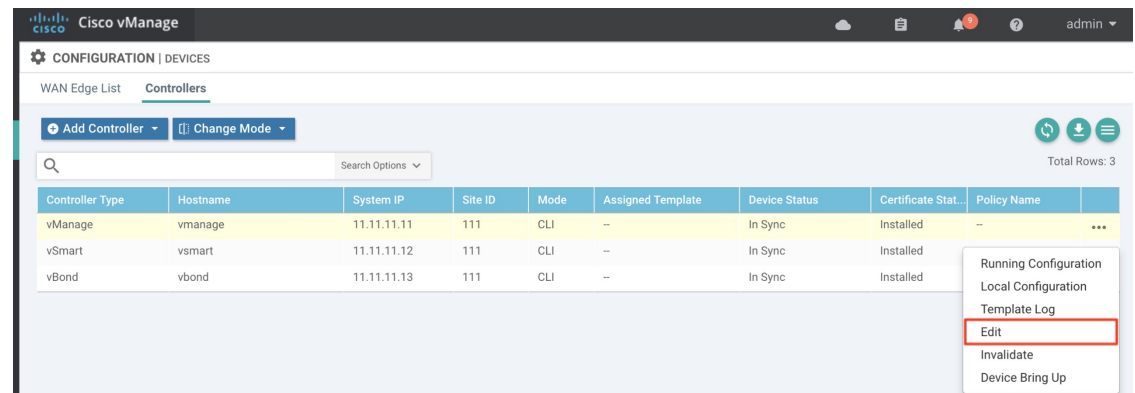 cisco Cisco vManage 9 admin
CONFIGURATION | DEVICES
WAN Edge List Controllers
Add Controller Change Mode
Search Options Total Rows: 3
Controller Type Hostname System IP Site ID Mode Assigned Template Device Status Certificate Stat... Policy Name
vManage vmanage 11.11.11.11 111 CLI -- In Sync Installed -- •••
vSmart vsmart 11.11.11.12 111 CLI -- In Sync Installed
vBond vbond 11.11.11.13 111 CLI -- In Sync Installed
Running Configuration
Local Configuration
Template Log
Edit
Invalidate
Device Bring Up